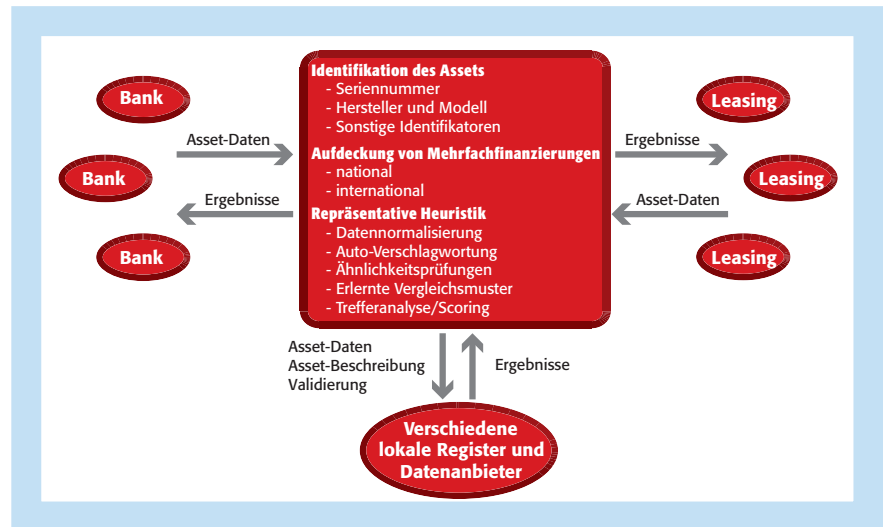 Bank
Bank
Bank
Asset-Daten
Ergebnisse
Identifikation des Assets
- Seriennummer
- Hersteller und Modell
- Sonstige Identifikatoren
Aufdeckung von Mehrfachfinanzierungen
- national
- international
Repräsentative Heuristik
- Datennormalisierung
- Auto-Verschlagwortung
- Ähnlichkeitsprüfungen
- Erlernte Vergleichsmuster
- Trefferanalyse/Scoring
Ergebnisse
Asset-Daten
Leasing
Leasing
Leasing
Asset-Daten
Asset-Beschreibung
Validierung
Ergebnisse
Verschiedene
lokale Register und
Datenanbieter